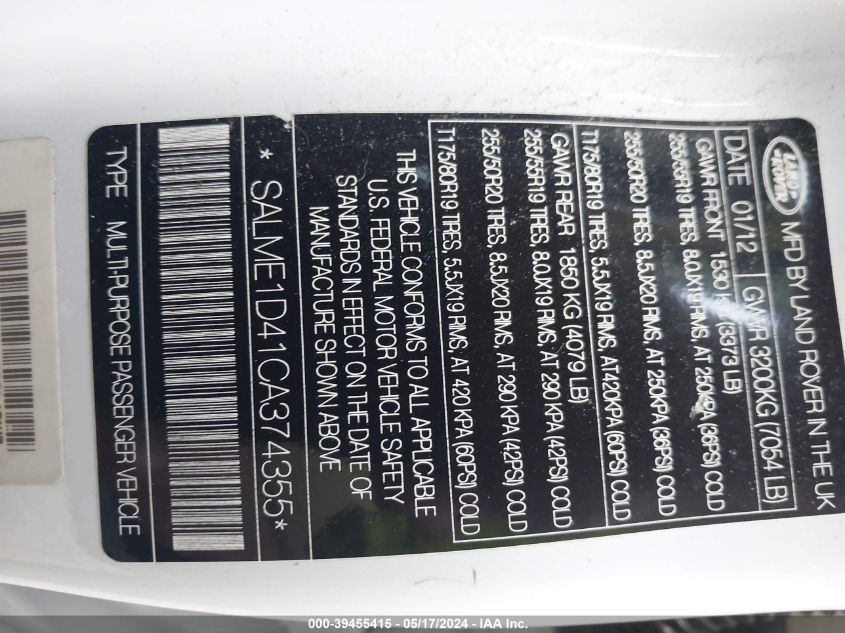 LAND
ROVER
MFD BY LAND ROVER IN THE UK
DATE 01/12 GVWR 3200KG (7054 LB)
GAWR FRONT 1530 KG (3373 LB)
255/55R19 TIRES, 8.0JX19 RIMS, AT 250KPA (36PSI) COLD
255/50R20 TIRES, 8.5JX20 RIMS, AT 250KPA (36PSI) COLD
T175/80R19 TIRES, 5.5JX19 RIMS, AT420KPA (60PSI) COLD
GAWR REAR 1850 KG (4079 LB)
255/55R19 TIRES, 8.0JX19 RIMS, AT 290 KPA (42PSI) COLD
255/50R20 TIRES, 8.5JX20 RIMS, AT 290 KPA (42PSI) COLD
T175/80R19 TIRES, 5.5JX19 RIMS, AT 420 KPA (60PSI) COLD
THIS VEHICLE CONFORMS TO ALL APPLICABLE
U.S. FEDERAL MOTOR VEHICLE SAFETY
STANDARDS IN EFFECT ON THE DATE OF
MANUFACTURE SHOWN ABOVE
* SALME1D41CA374355*
TYPE MULTI-PURPOSE PASSENGER VEHICLE
000-39455415 - 05/17/2024 - IAA Inc.